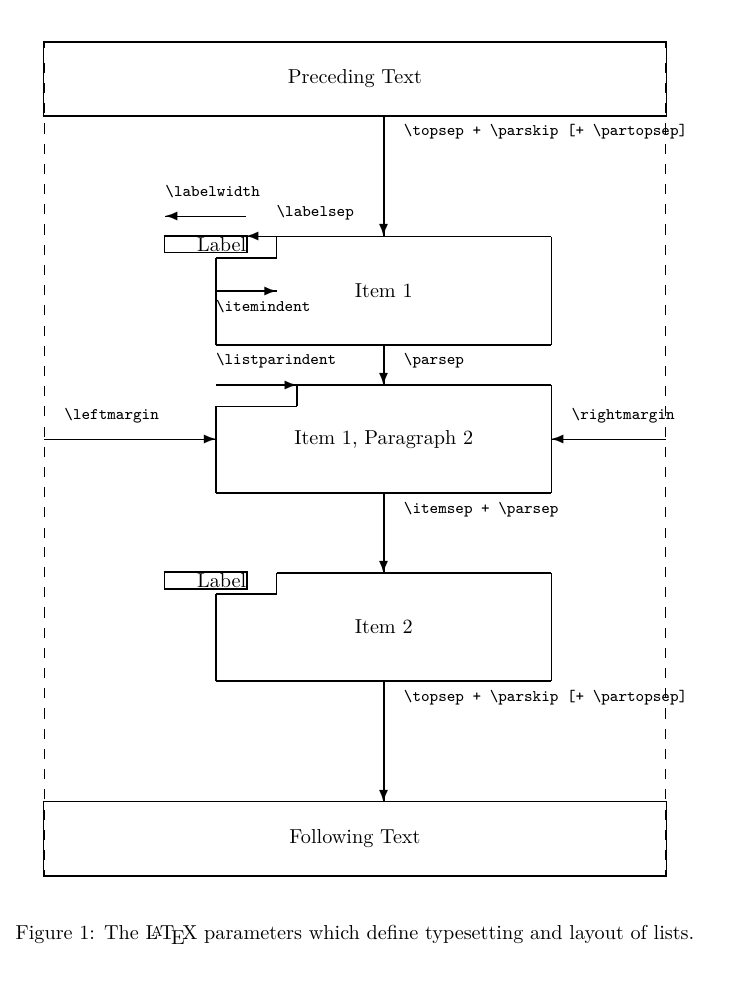 Preceding Text
\topsep + \parskip [+ \partopsep]
\labelwidth
\labelsep
Label
Item 1
\itemindent
\listparindent
\parsep
\leftmargin
\rightmargin
Item 1, Paragraph 2
\itemsep + \parsep
Label
Item 2
\topsep + \parskip [+ \partopsep]
Following Text
Figure 1: The LATEX parameters which define typesetting and layout of lists.